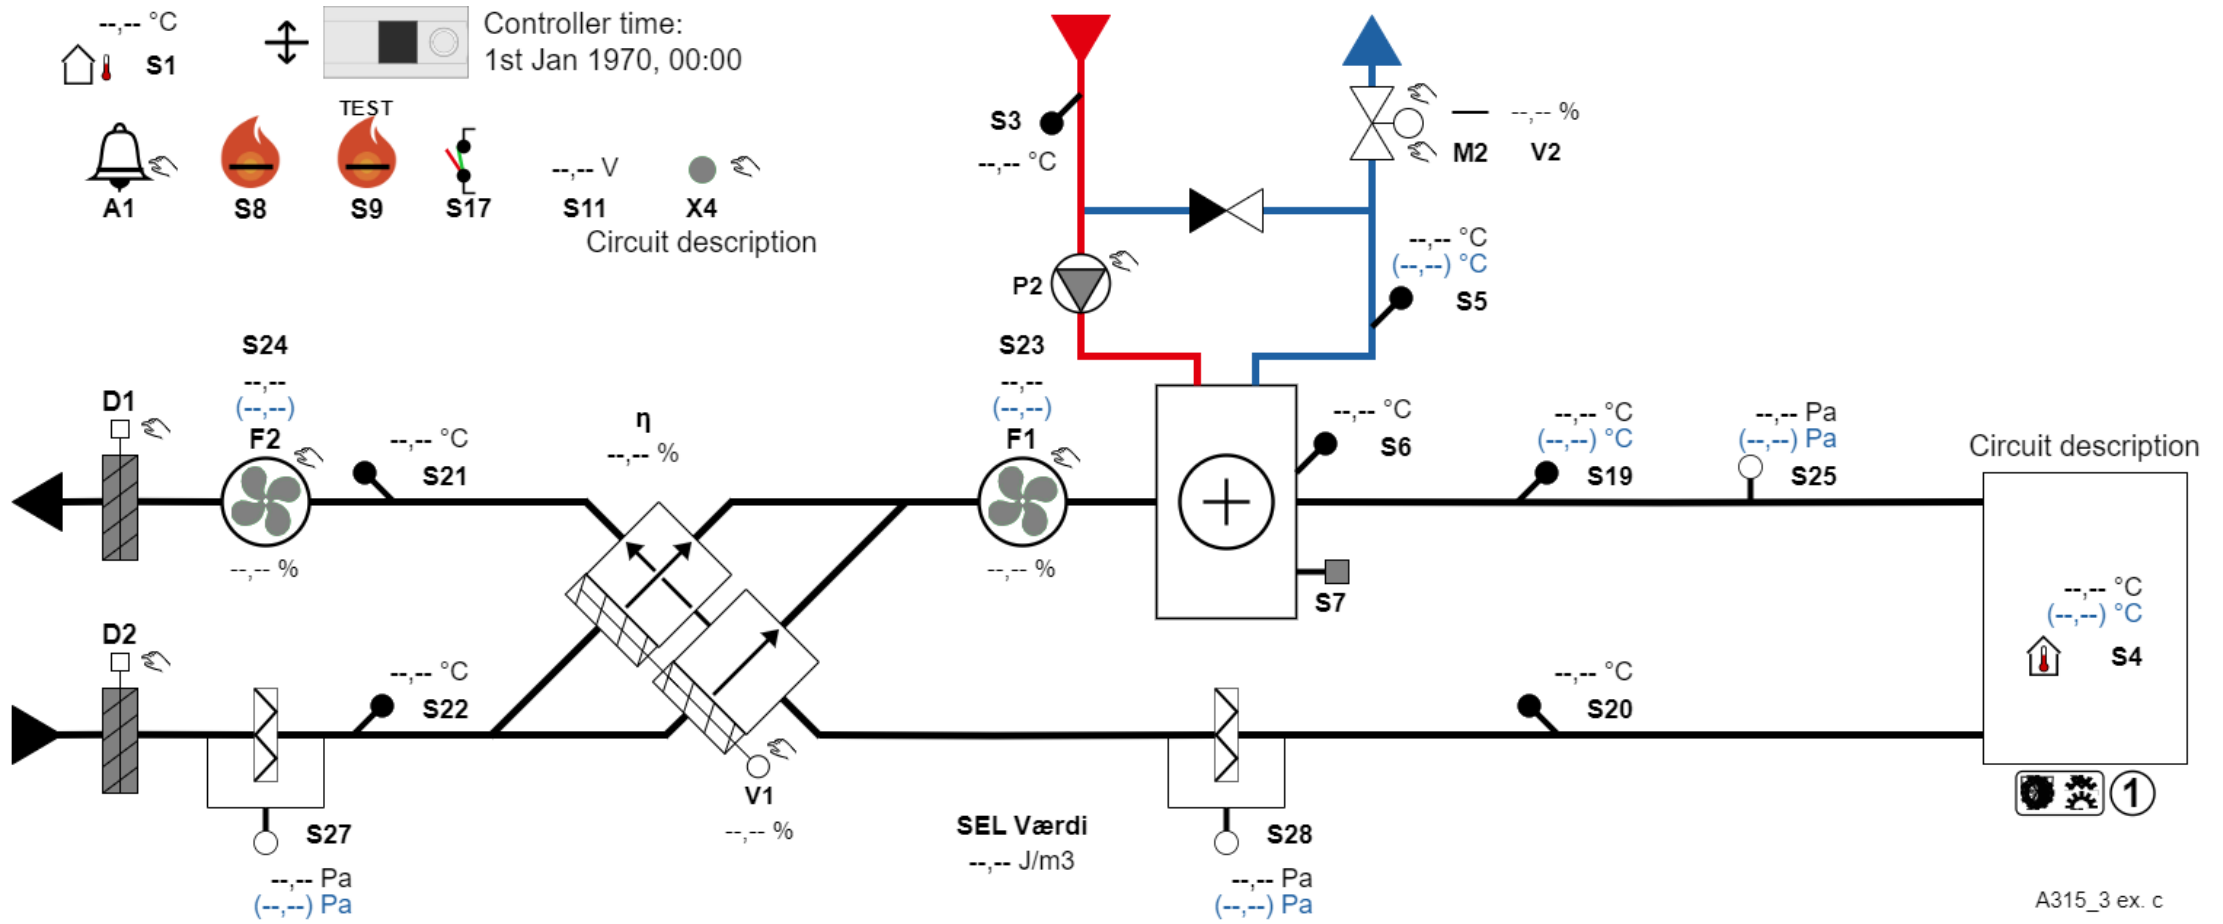 --,-- °C
S1
Controller time:
1st Jan 1970, 00:00
TEST
A1
S8
S9
S17
--,-- V
S11
X4
Circuit description
S3
--,-- °C
--,-- %
M2
V2
--,-- °C
(--,--) °C
S5
P2
S24
--,--
(--,--)
F2
--,-- %
D1
--,-- °C
S21
η
--,-- %
S23
--,--
(--,--)
F1
--,-- %
--,-- °C
S6
S7
--,-- °C
(--,--) °C
S19
--,-- Pa
(--,--) Pa
S25
Circuit description
--,-- °C
(--,--) °C
S4
D2
--,-- °C
S22
S27
--,-- Pa
(--,--) Pa
V1
--,-- %
SEL Værdi
--,-- J/m3
S28
--,-- Pa
(--,--) Pa
--,-- °C
S20
1
A315_3 ex. c